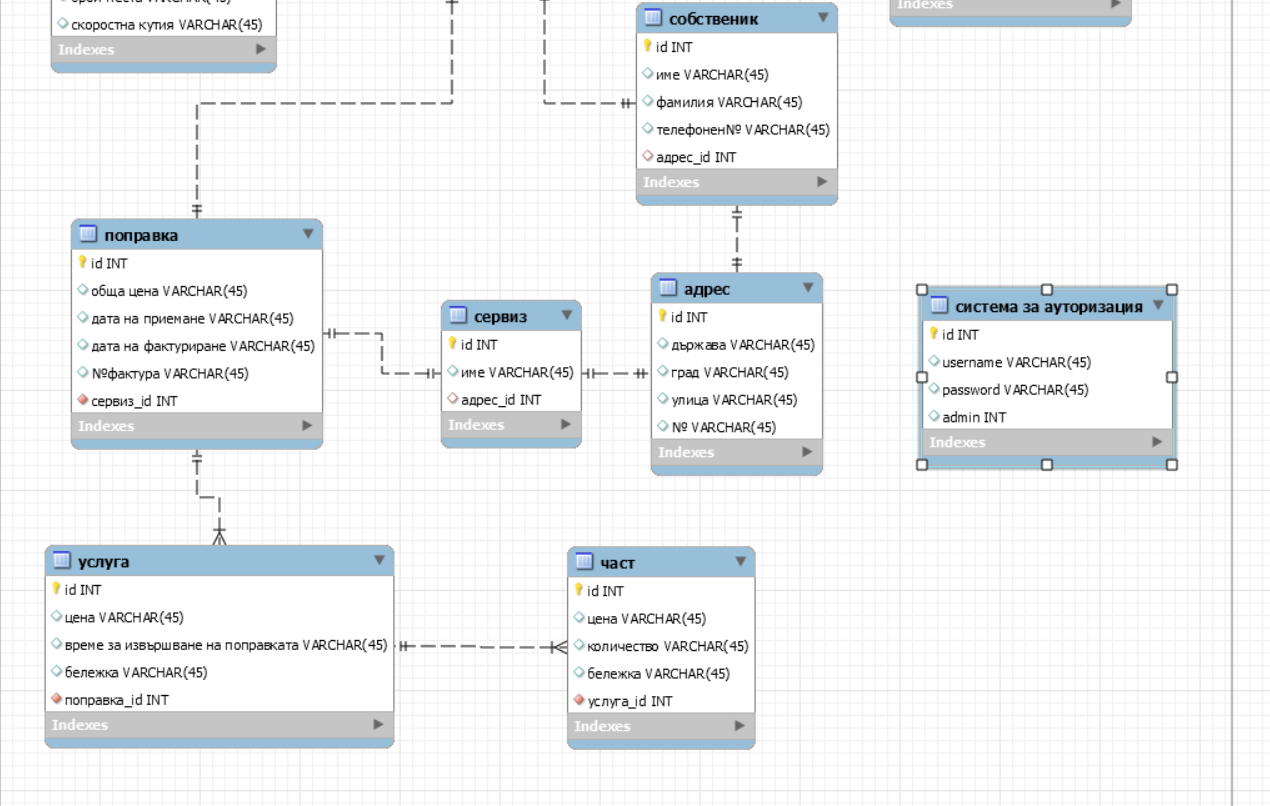 скоростна кутия VARCHAR(45)
Indexes
Indexes
собственик
id INT
име VARCHAR(45)
фамилия VARCHAR(45)
телефонен№ VARCHAR(45)
адрес_id INT
Indexes
поправка
id INT
обща цена VARCHAR(45)
дата на приемане VARCHAR(45)
дата на фактуриране VARCHAR(45)
№фактура VARCHAR(45)
сервиз_id INT
Indexes
сервиз
id INT
име VARCHAR(45)
адрес_id INT
Indexes
адрес
id INT
държава VARCHAR(45)
град VARCHAR(45)
улица VARCHAR(45)
№ VARCHAR(45)
Indexes
система за ауторизация
id INT
username VARCHAR(45)
password VARCHAR(45)
admin INT
Indexes
услуга
id INT
цена VARCHAR(45)
време за извършване на поправката VARCHAR(45)
бележка VARCHAR(45)
поправка_id INT
Indexes
част
id INT
цена VARCHAR(45)
количество VARCHAR(45)
бележка VARCHAR(45)
услуга_id INT
Indexes